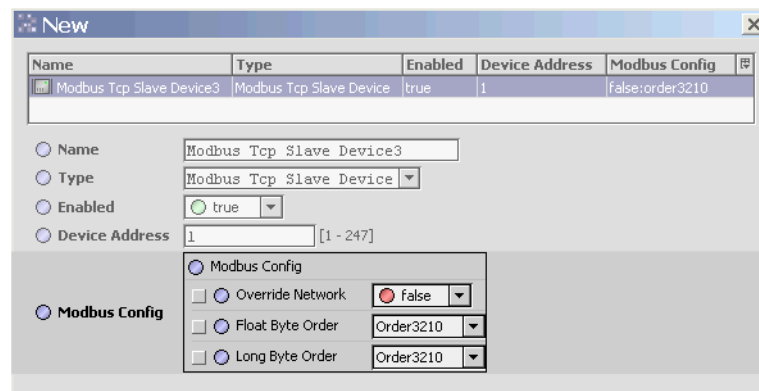 New
Name Type Enabled Device Address Modbus Config
Modbus Tcp Slave Device3 Modbus Tcp Slave Device true 1 false:order3210
Name Modbus Tcp Slave Device3
Type Modbus Tcp Slave Device
Enabled true
Device Address 1 [1 - 247]
Modbus Config
Override Network false
Modbus Config
Float Byte Order Order3210
Long Byte Order Order3210